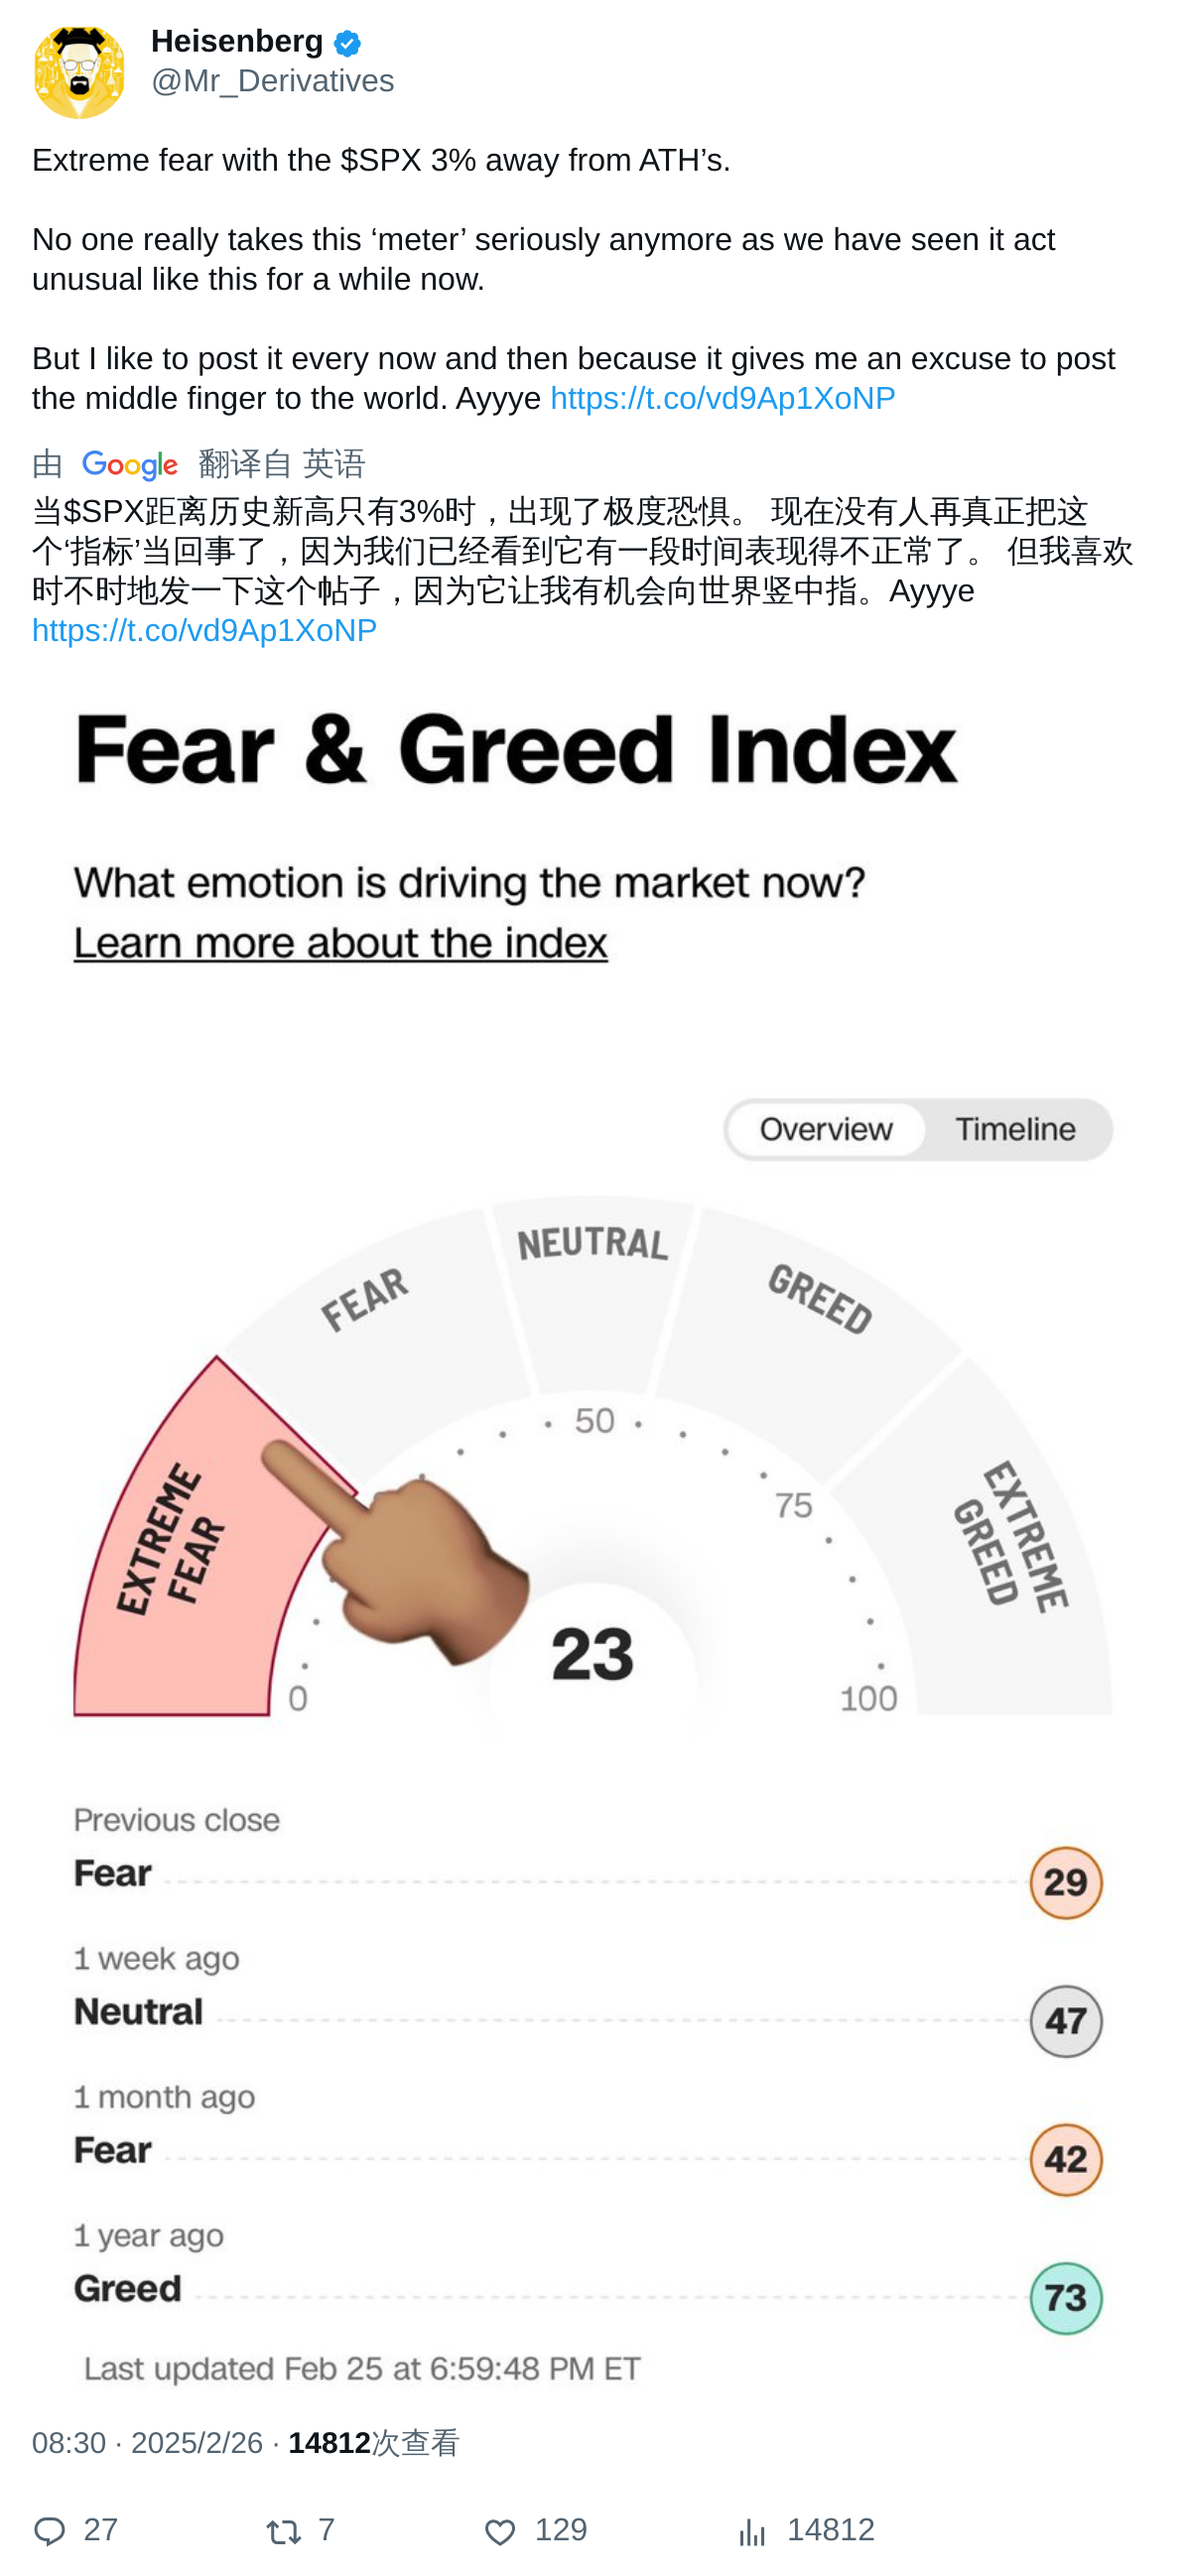 Heisenberg
@Mr_Derivatives
Extreme fear with the $SPX 3% away from ATH’s.
No one really takes this ‘meter’ seriously anymore as we have seen it act
unusual like this for a while now.
But I like to post it every now and then because it gives me an excuse to post
the middle finger to the world. Ayyye https://t.co/vd9Ap1XoNP
由 Google 翻译自 英语
当$SPX距离历史新高只有3%时，出现了极度恐惧。 现在没有人再真正把这
个‘指标’当回事了，因为我们已经看到它有一段时间表现得不正常了。 但我喜欢
时不时地发一下这个帖子，因为它让我有机会向世界竖中指。Ayyye
https://t.co/vd9Ap1XoNP
Fear & Greed Index
What emotion is driving the market now?
Learn more about the index
Overview Timeline
EXTREME
FEAR
FEAR
NEUTRAL
GREED
EXTREME
GREED
0
50
75
100
23
Previous close
Fear 29
1 week ago
Neutral 47
1 month ago
Fear 42
1 year ago
Greed 73
Last updated Feb 25 at 6:59:48 PM ET
08:30 · 2025/2/26 · 14812次查看
27 7 129 14812